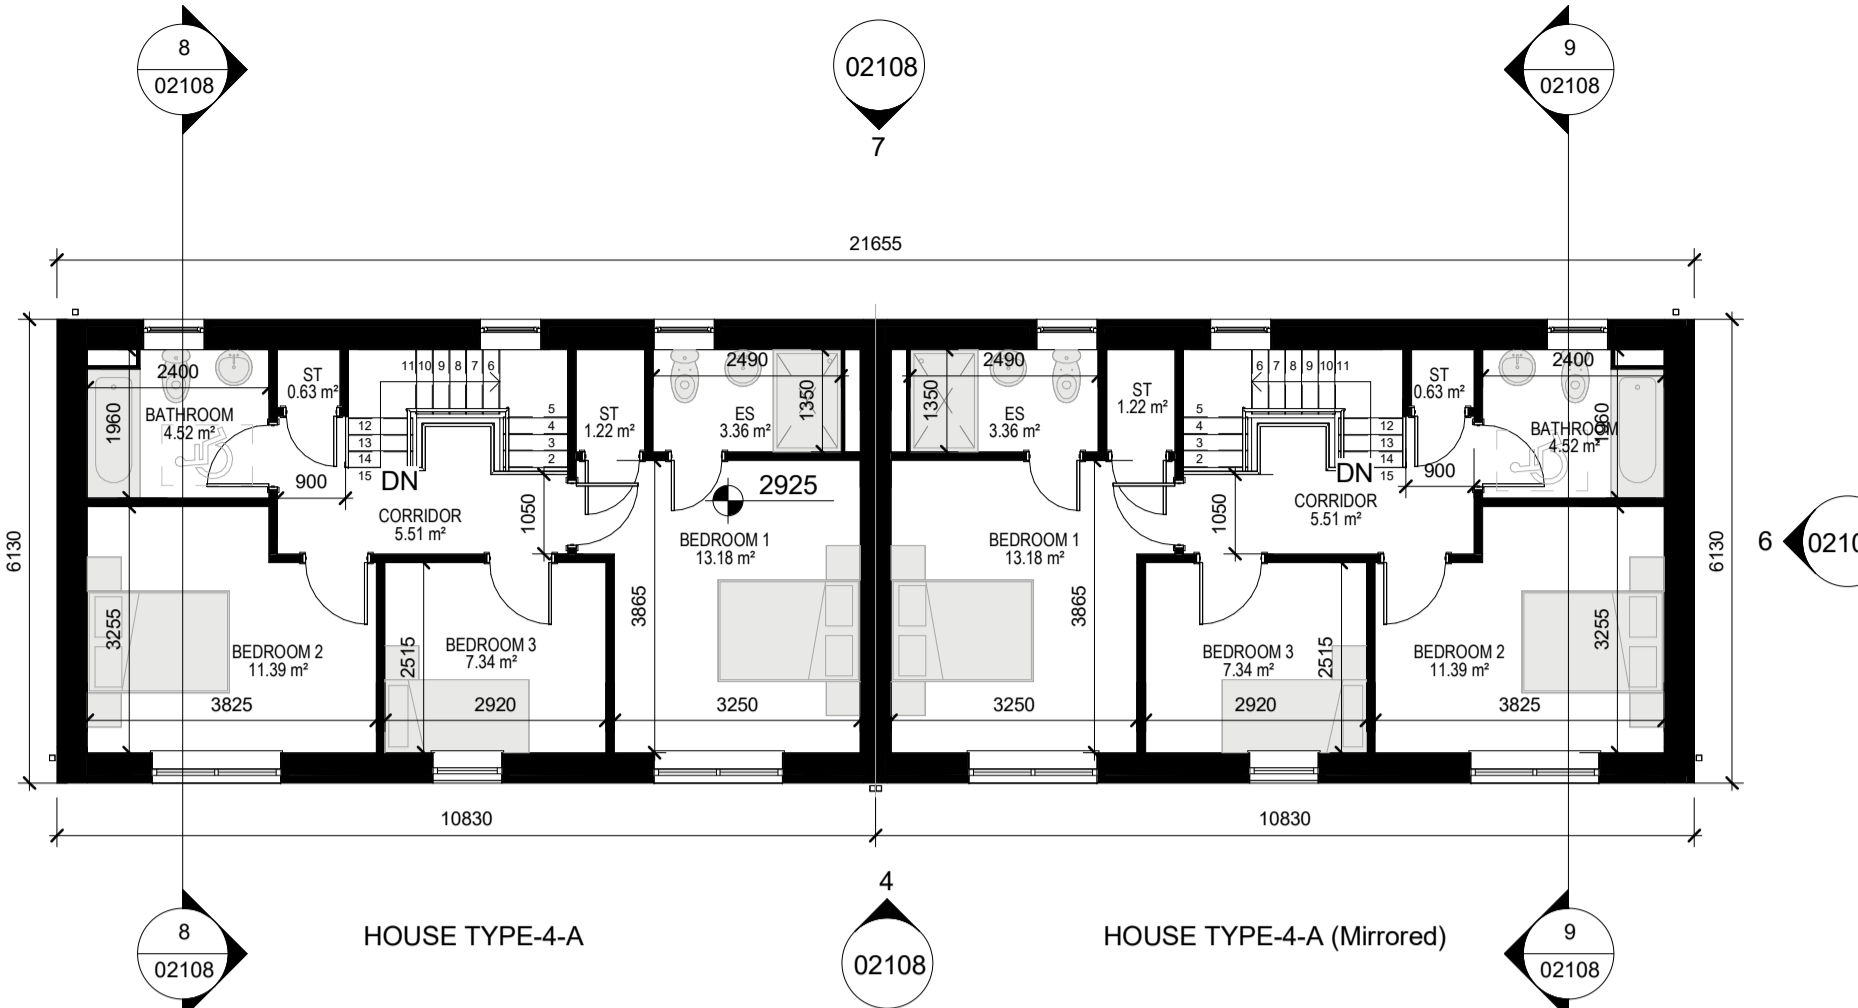 8
02108
02108
7
9
02108
21655
6130
2400
1960
BATHROOM
4.52 m²
ST
0.63 m²
900
11 10 9 8 7 6
5
4
3
2
12
13
14
15
DN
CORRIDOR
5.51 m²
1050
ST
1.22 m²
2490
1350
ES
3.36 m²
2925
BEDROOM 1
13.18 m²
3865
3250
BEDROOM 2
11.39 m²
3255
3825
BEDROOM 3
7.34 m²
2515
2920
2490
1350
ES
3.36 m²
ST
1.22 m²
6 7 8 9 10 11
5
4
3
2
12
13
14
15
DN
CORRIDOR
5.51 m²
1050
900
ST
0.63 m²
2400
1960
BATHROOM
4.52 m²
BEDROOM 1
13.18 m²
3865
3250
BEDROOM 3
7.34 m²
2515
2920
BEDROOM 2
11.39 m²
3255
3825
6130
6
10830
10830
4
02108
8
02108
HOUSE TYPE-4-A
HOUSE TYPE-4-A (Mirrored)
9
02108